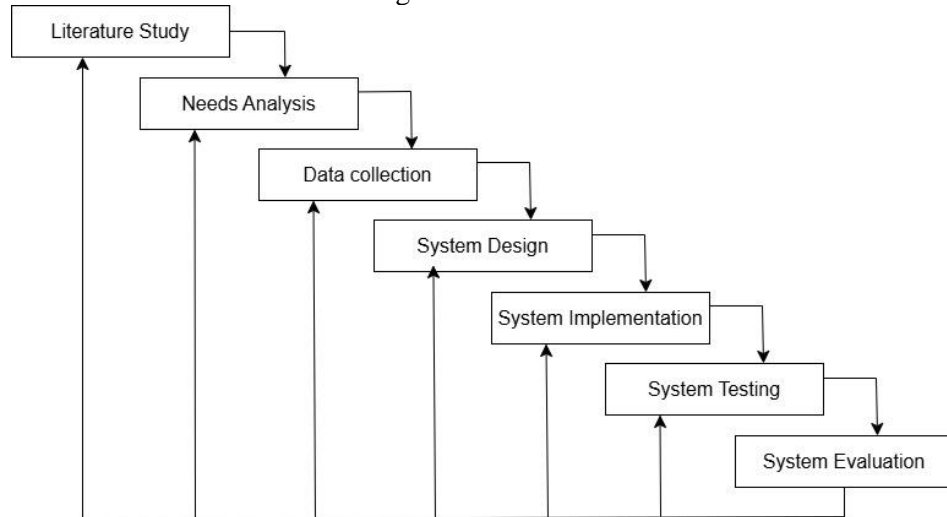 Literature Study
Needs Analysis
Data collection
System Design
System Implementation
System Testing
System Evaluation